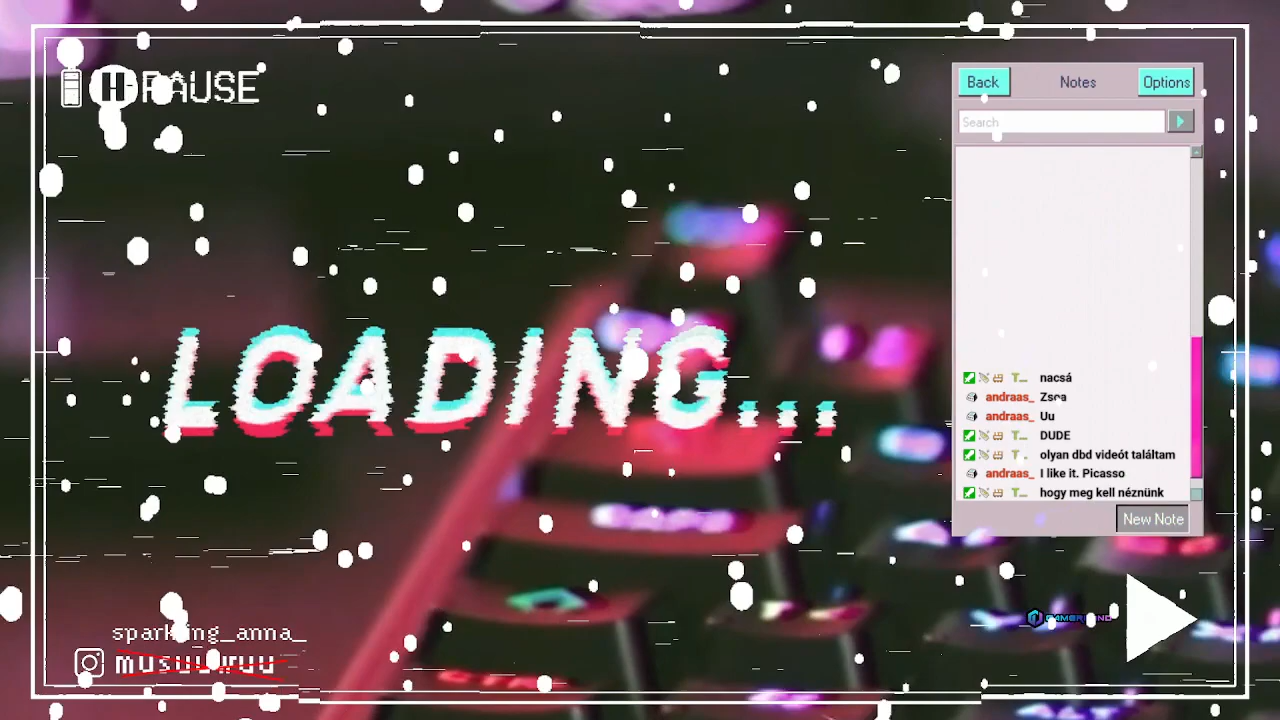 PAUSE
LOADING...
Back
Notes
Options
Search
nacsá
andraas_ Zsoa
andraas_ Uu
DUDE
olyan dbd videót találtam
andraas_ I like it. Picasso
hogy meg kell néznünk
New Note
sparkling_anna_